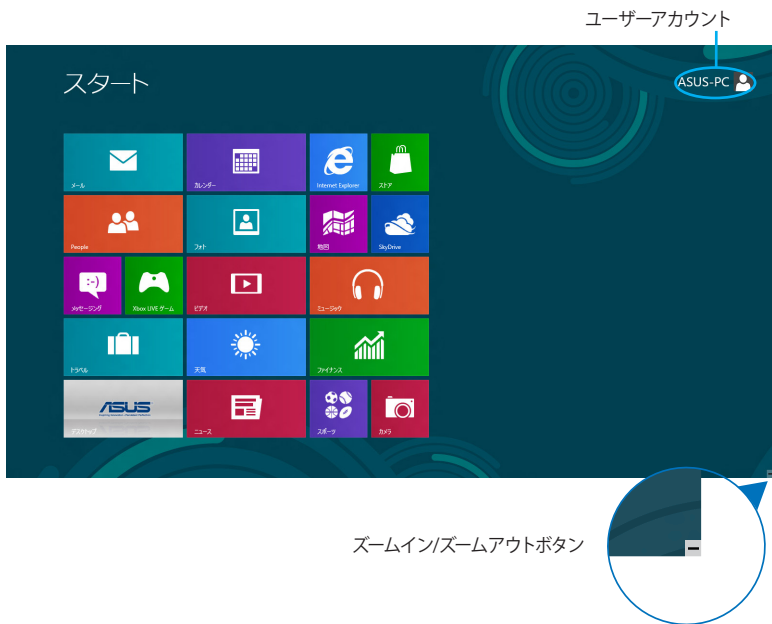 ユーザーアカウント
スタート
ASUS-PC
メール
カレンダー
Internet Explorer
ストア
People
フォト
地図
SkyDrive
メッセージング
Xbox LIVE ゲーム
ビデオ
ミュージック
トラベル
天気
ファイナンス
ASUS
デスクトップ
ニュース
スポーツ
カメラ
ズームイン/ズームアウトボタン